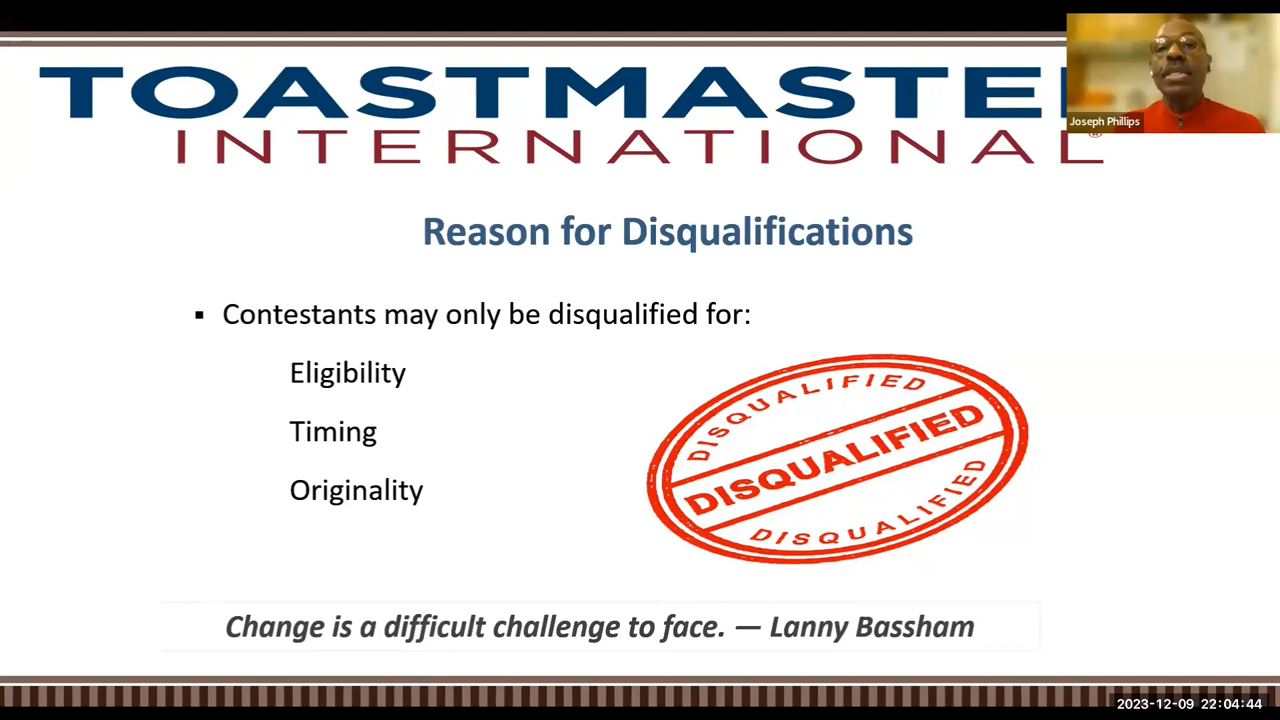 TOASTMASTE
INTERNATIONAL®
Joseph Phillips
Reason for Disqualifications
▪ Contestants may only be disqualified for:
Eligibility
Timing
Originality
DISQUALIFIED
DISQUALIFIED
DISQUALIFIED
Change is a difficult challenge to face. — Lanny Bassham
2023-12-09 22:04:44